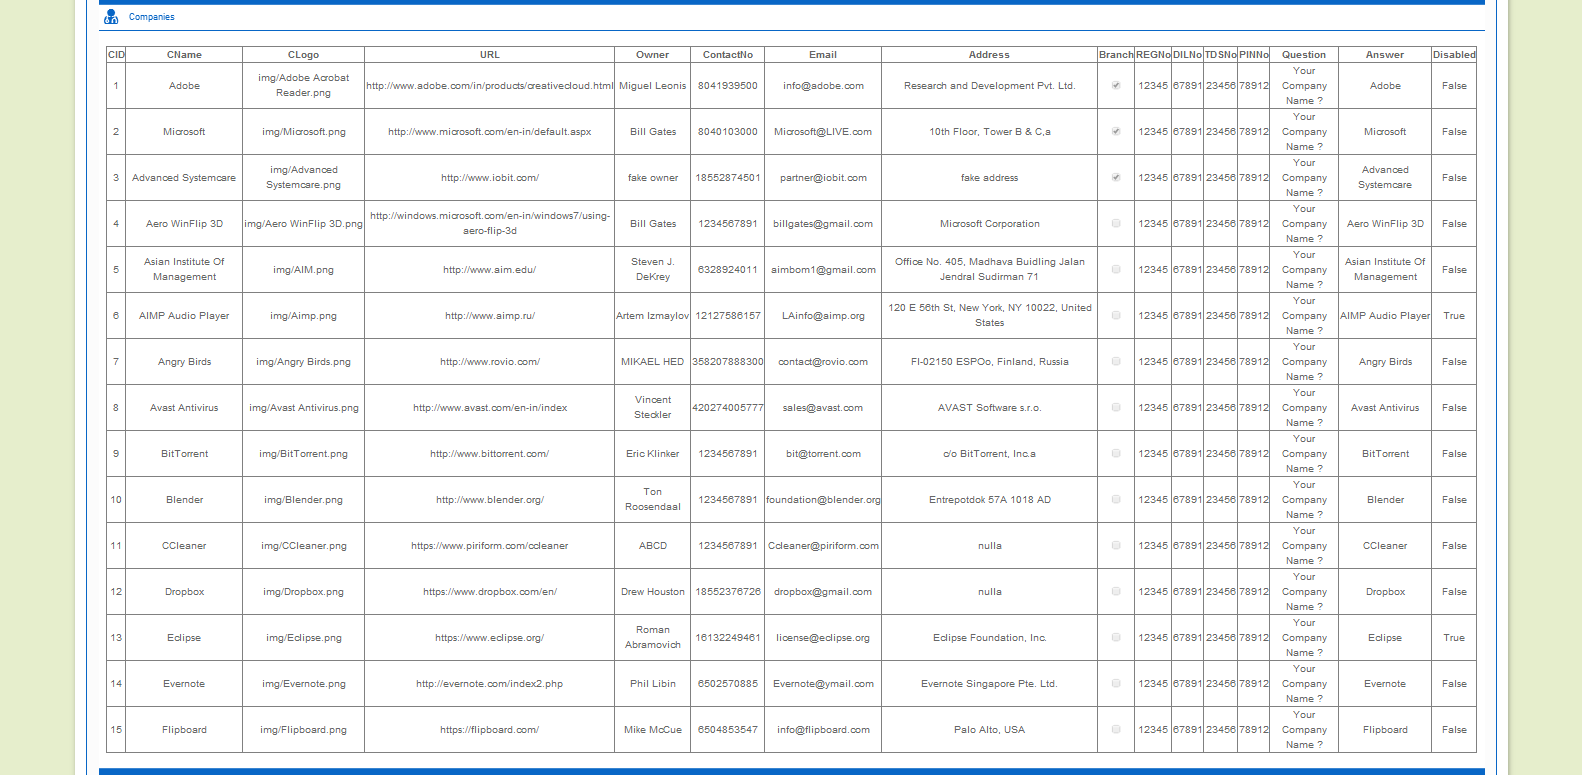 Companies
CID CName CLogo URL Owner ContactNo Email Address Branch REGNo DILNo TDSNo PINNo Question Answer Disabled
1 Adobe img/Adobe Acrobat Reader.png http://www.adobe.com/in/products/creativecloud.html Miguel Leonis 8041939500 info@adobe.com Research and Development Pvt. Ltd. 12345 67891 23456 78912 Your Company Name ? Adobe False
2 Microsoft img/Microsoft.png http://www.microsoft.com/en-in/default.aspx Bill Gates 8040103000 Microsoft@LIVE.com 10th Floor, Tower B & C,a 12345 67891 23456 78912 Your Company Name ? Microsoft False
3 Advanced Systemcare img/Advanced Systemcare.png http://www.iobit.com/ fake owner 18552874501 partner@iobit.com fake address 12345 67891 23456 78912 Your Company Name ? Advanced Systemcare False
4 Aero WinFlip 3D img/Aero WinFlip 3D.png http://windows.microsoft.com/en-in/windows7/using-aero-flip-3d Bill Gates 1234567891 billgates@gmail.com Microsoft Corporation 12345 67891 23456 78912 Your Company Name ? Aero WinFlip 3D False
5 Asian Institute Of Management img/AIM.png http://www.aim.edu/ Steven J. DeKrey 6328924011 aimbom1@gmail.com Office No. 405, Madhava Buidling Jalan Jendral Sudirman 71 12345 67891 23456 78912 Your Company Name ? Asian Institute Of Management False
6 AIMP Audio Player img/Aimp.png http://www.aimp.ru/ Artem Izmaylov 12127586157 LAinfo@aimp.org 120 E 56th St, New York, NY 10022, United States 12345 67891 23456 78912 Your Company Name ? AIMP Audio Player True
7 Angry Birds img/Angry Birds.png http://www.rovio.com/ MIKAEL HED 358207888300 contact@rovio.com FI-02150 ESPOo, Finland, Russia 12345 67891 23456 78912 Your Company Name ? Angry Birds False
8 Avast Antivirus img/Avast Antivirus.png http://www.avast.com/en-in/index Vincent Steckler 420274005777 sales@avast.com AVAST Software s.r.o. 12345 67891 23456 78912 Your Company Name ? Avast Antivirus False
9 BitTorrent img/BitTorrent.png http://www.bittorrent.com/ Eric Klinker 1234567891 bit@torrent.com c/o BitTorrent, Inc.a 12345 67891 23456 78912 Your Company Name ? BitTorrent False
10 Blender img/Blender.png http://www.blender.org/ Ton Roosendaal 1234567891 foundation@blender.org Entrepotdok 57A 1018 AD 12345 67891 23456 78912 Your Company Name ? Blender False
11 CCleaner img/CCleaner.png https://www.piriform.com/ccleaner ABCD 1234567891 Ccleaner@piriform.com nulla 12345 67891 23456 78912 Your Company Name ? CCleaner False
12 Dropbox img/Dropbox.png https://www.dropbox.com/en/ Drew Houston 18552376726 dropbox@gmail.com nulla 12345 67891 23456 78912 Your Company Name ? Dropbox False
13 Eclipse img/Eclipse.png https://www.eclipse.org/ Roman Abramovich 16132249461 license@eclipse.org Eclipse Foundation, Inc. 12345 67891 23456 78912 Your Company Name ? Eclipse True
14 Evernote img/Evernote.png http://evernote.com/index2.php Phil Libin 6502570885 Evernote@ymail.com Evernote Singapore Pte. Ltd. 12345 67891 23456 78912 Your Company Name ? Evernote False
15 Flipboard img/Flipboard.png https://flipboard.com/ Mike McCue 6504853547 info@flipboard.com Palo Alto, USA 12345 67891 23456 78912 Your Company Name ? Flipboard False